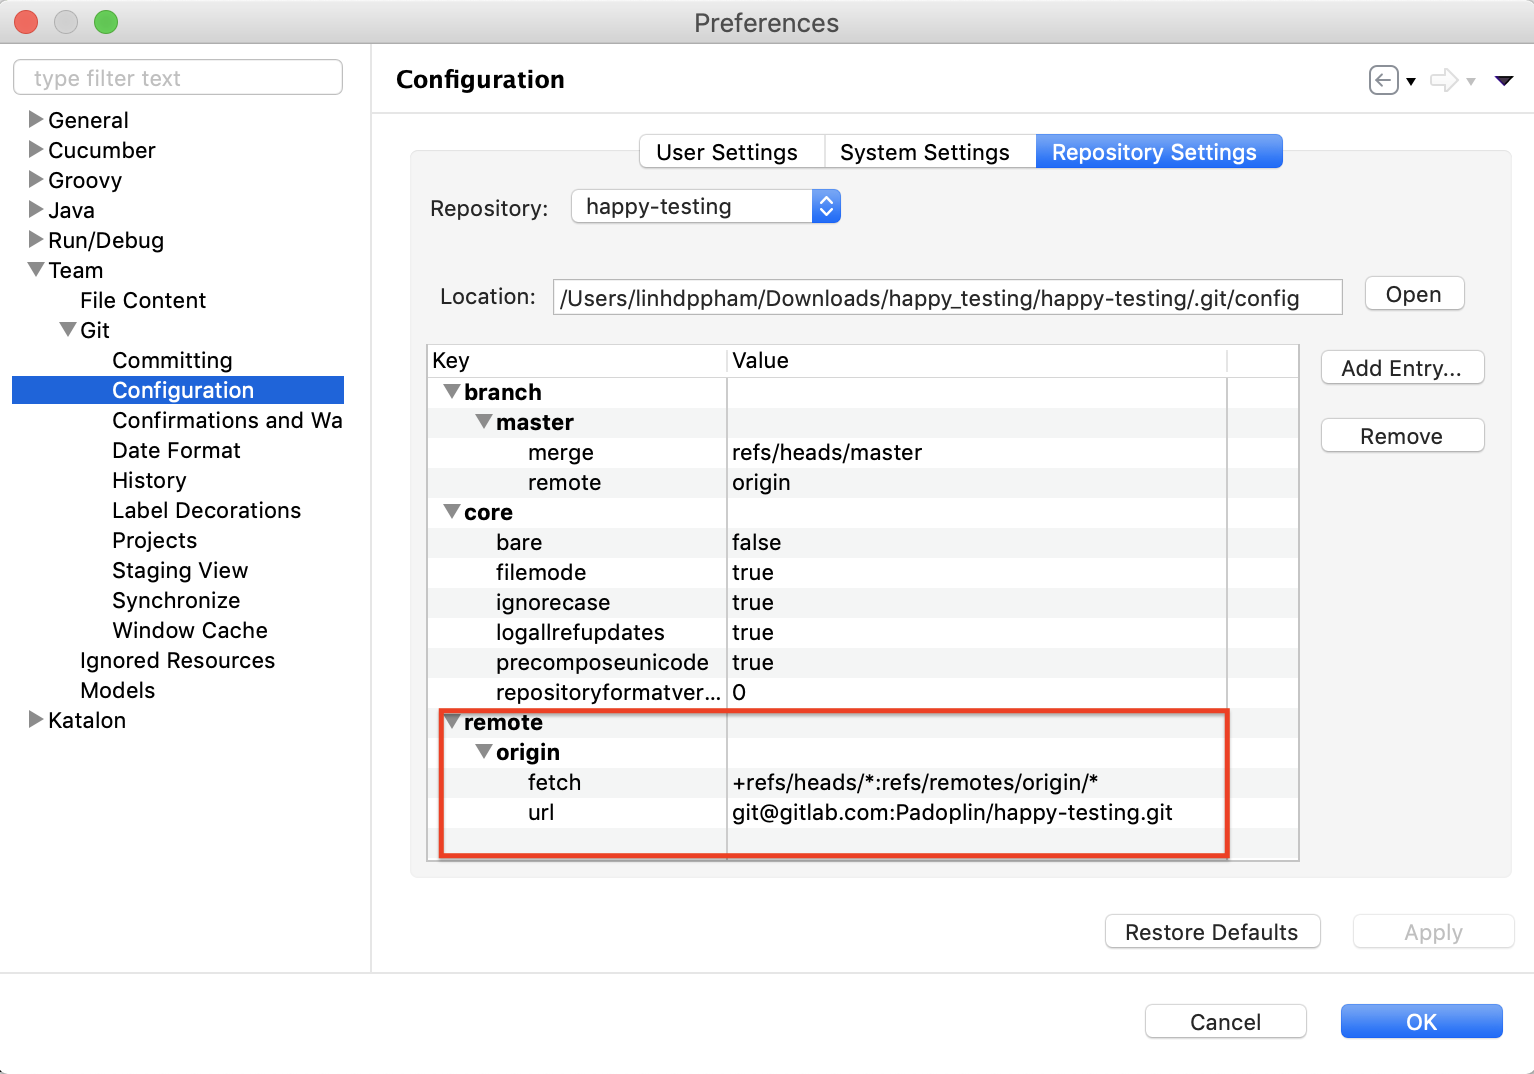 Preferences
type filter text
General
Cucumber
Groovy
Java
Run/Debug
Team
File Content
Git
Committing
Configuration
Confirmations and Wa
Date Format
History
Label Decorations
Projects
Staging View
Synchronize
Window Cache
Ignored Resources
Models
Katalon
Configuration
User Settings System Settings Repository Settings
Repository: happy-testing
Location: /Users/linhdppham/Downloads/happy_testing/happy-testing/.git/config Open
Key Value
branch
master
merge refs/heads/master
remote origin
core
bare false
filemode true
ignorecase true
logallrefupdates true
precomposeunicode true
repositoryformatver... 0
remote
origin
fetch +refs/heads/*:refs/remotes/origin/*
url git@gitlab.com:Padoplin/happy-testing.git
Add Entry...
Remove
Restore Defaults Apply
Cancel OK